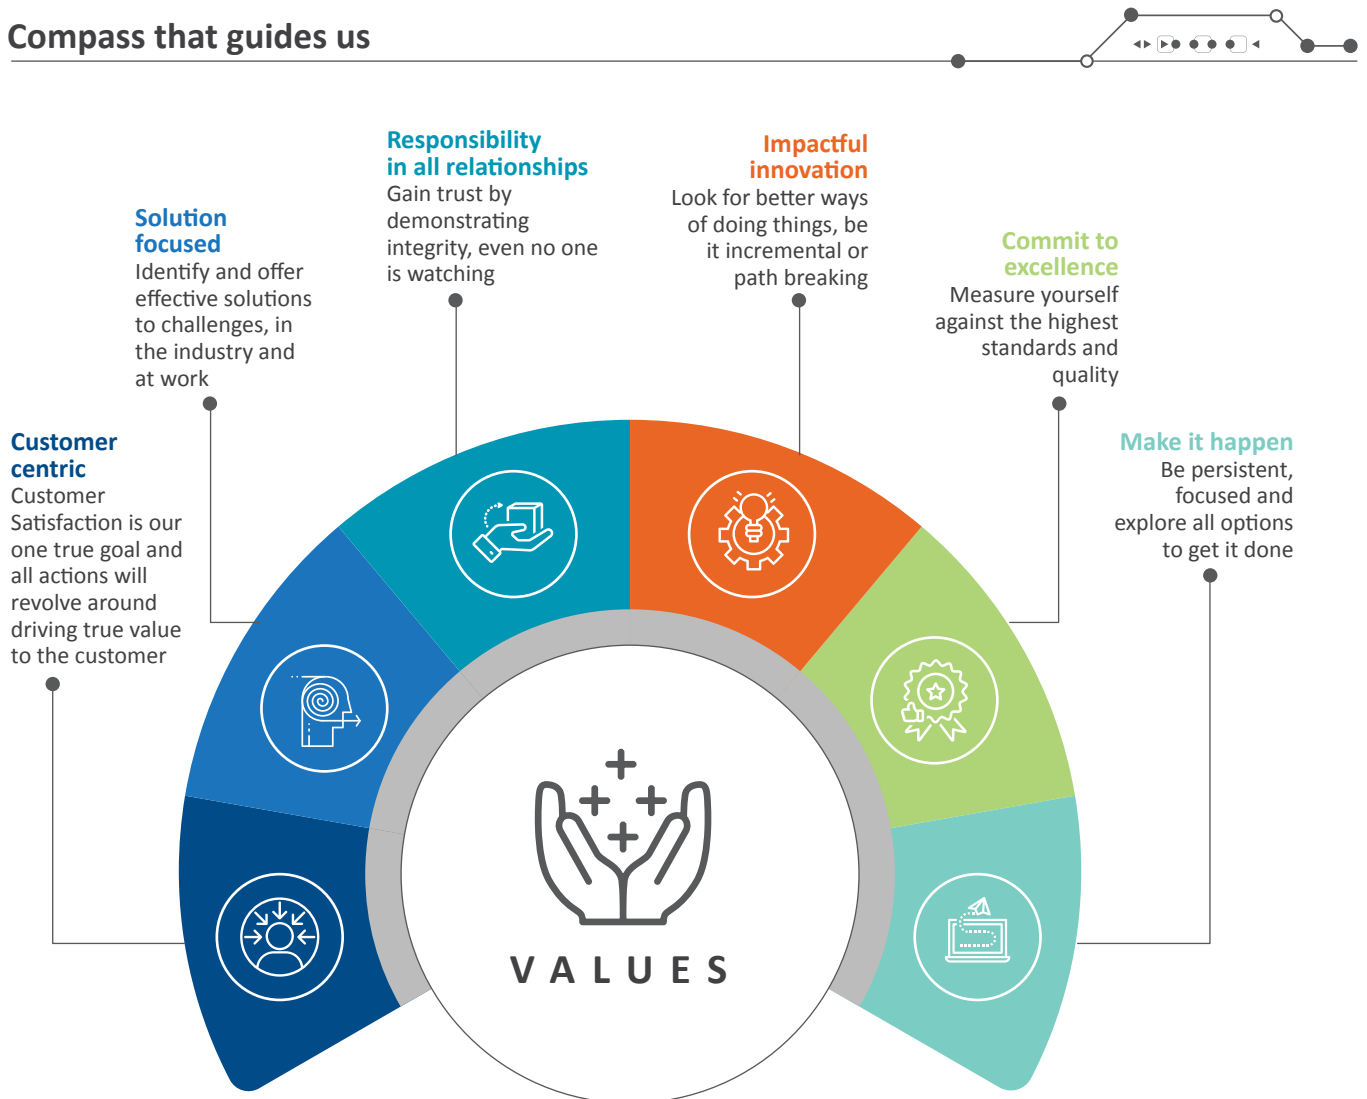 Compass that guides us
Customer
centric
Customer
Satisfaction is our
one true goal and
all actions will
revolve around
driving true value
to the customer
Solution
focused
Identify and offer
effective solutions
to challenges, in
the industry and
at work
Responsibility
in all relationships
Gain trust by
demonstrating
integrity, even no one
is watching
Impactful
innovation
Look for better ways
of doing things, be
it incremental or
path breaking
Commit to
excellence
Measure yourself
against the highest
standards and
quality
Make it happen
Be persistent,
focused and
explore all options
to get it done
VALUES